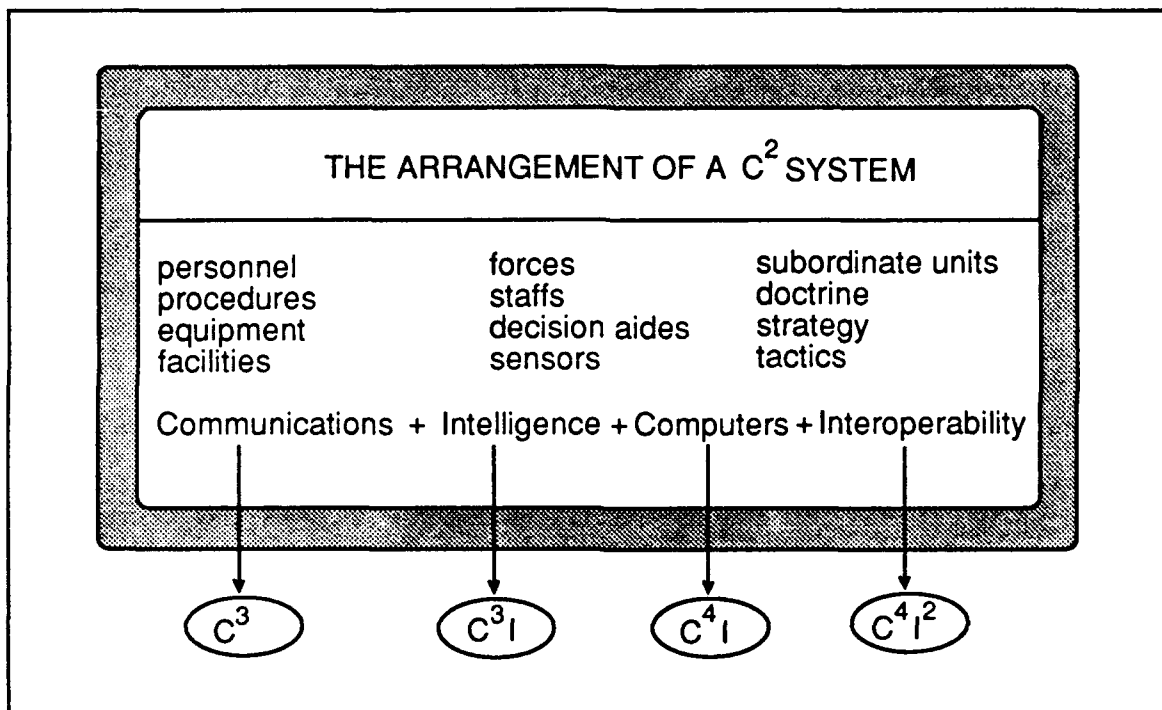 THE ARRANGEMENT OF A C² SYSTEM
personnel forces subordinate units
procedures staffs doctrine
equipment decision aides strategy
facilities sensors tactics
Communications + Intelligence + Computers + Interoperability
C³ C³I C⁴I C⁴I²